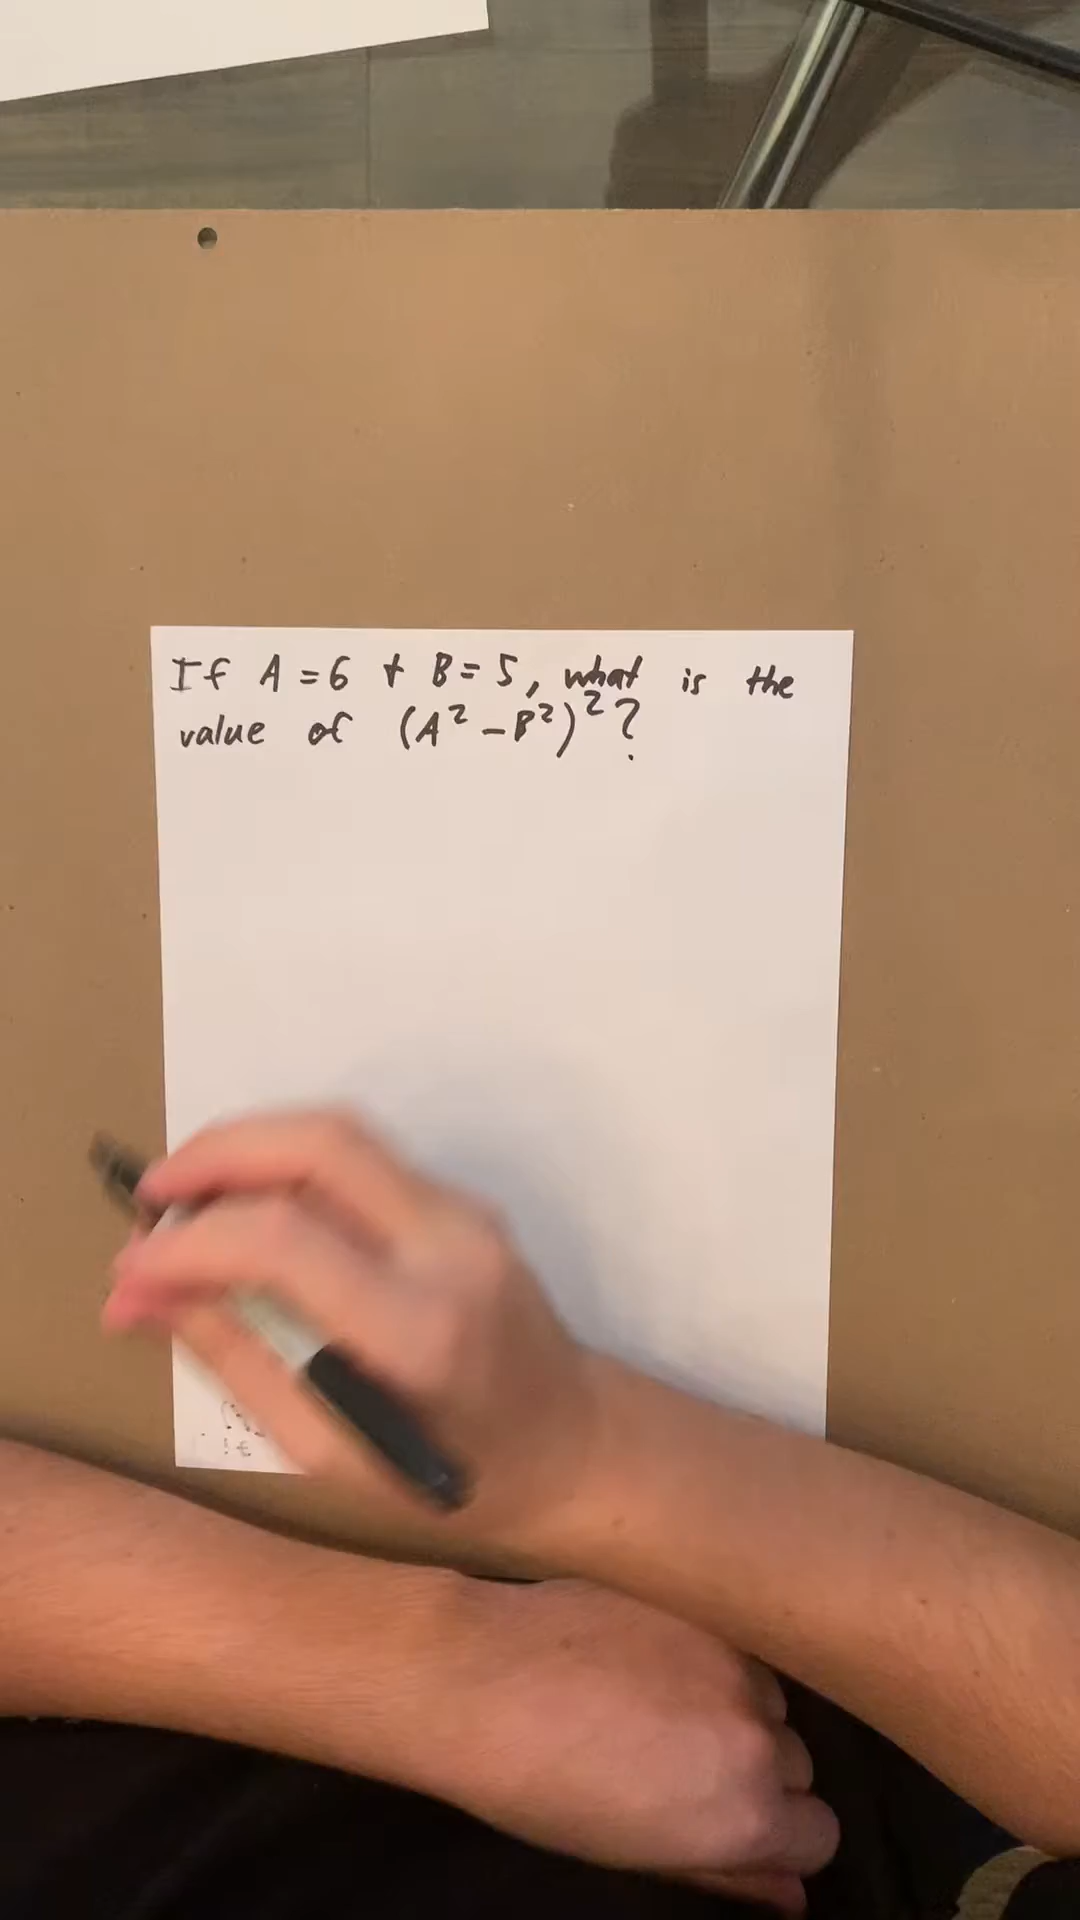 If A = 6 + B = 5, what is the
value of (A² - B²)²?